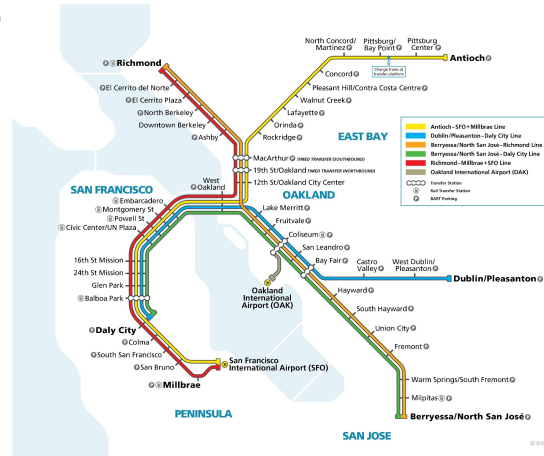 North Concord/
Martinez P
Pittsburg/
Bay Point P
Pittsburg
Center P
Antioch P
Change trains at
transfer platform
Concord P
Pleasant Hill/Contra Costa Centre P
Walnut Creek P
Lafayette P
Orinda P
Rockridge P
Richmond
El Cerrito del Norte
El Cerrito Plaza
North Berkeley
Downtown Berkeley
Ashby
EAST BAY
MacArthur P TIMED TRANSFER (SOUTHBOUND)
19th St/Oakland TIMED TRANSFER (NORTHBOUND)
12th St/Oakland City Center
Antioch–SFO+Millbrae Line
Dublin/Pleasanton–Daly City Line
Berryessa/North San José–Richmond Line
Berryessa/North San José–Daly City Line
Richmond–Millbrae+SFO Line
Oakland International Airport (OAK)
Transfer Station
Rail Transfer Station
P BART Parking
West
Oakland
OAKLAND
SAN FRANCISCO
Embarcadero
Montgomery St
Powell St
Civic Center/UN Plaza
16th St Mission
24th St Mission
Glen Park
Balboa Park
Daly City
Colma
South San Francisco
San Bruno
Millbrae
San Francisco
International Airport (SFO)
PENINSULA
Lake Merritt P
Fruitvale P
Coliseum
San Leandro P
Bay Fair P
Castro
Valley P
West Dublin/
Pleasanton P
Dublin/Pleasanton P
Oakland
International
Airport (OAK)
Hayward P
South Hayward P
Union City P
Fremont P
Warm Springs/South Fremont P
Milpitas
Berryessa/North San José P
SAN JOSE